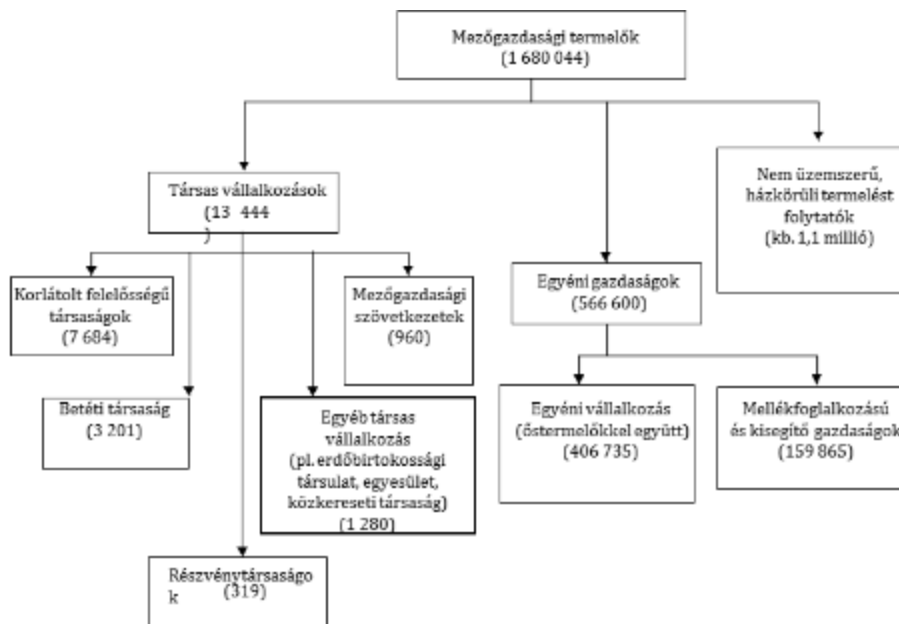 Mezőgazdasági termelők
(1 680 044)
Társas vállalkozások
(13 444
)
Nem üzemszerű,
házkörüli termelést
folytatók
(kb. 1,1 millió)
Egyéni gazdaságok
(566 600)
Korlátolt felelősségű
társaságok
(7 684)
Mezőgazdasági
szövetkezetek
(960)
Betéti társaság
(3 201)
Egyéb társas
vállalkozás
(pl. erdőbirtokossági
társulat, egyesület,
közkereseti társaság)
(1 280)
Egyéni vállalkozás
(őstermelőkkel együtt)
(406 735)
Mellékfoglalkozású
és kisegítő gazdaságok
(159 865)
Részvénytársaságo
k
(319)